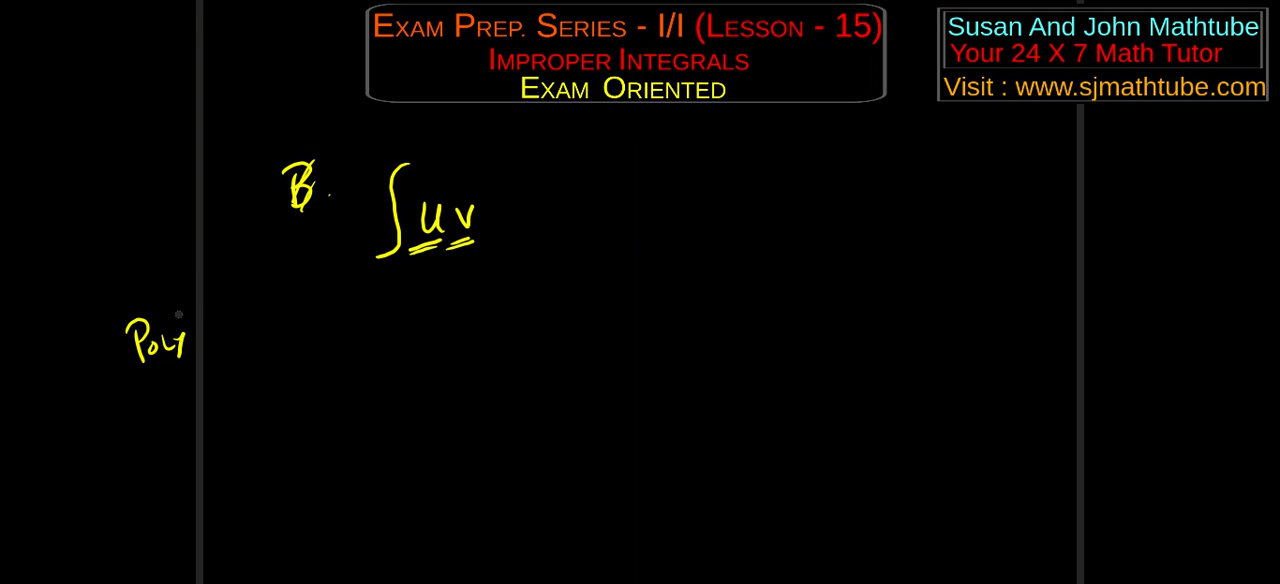 Exam Prep. Series - I/I (Lesson - 15)
Improper Integrals
Exam Oriented
Susan And John Mathtube
Your 24 X 7 Math Tutor
Visit : www.sjmathtube.com
B. ∫ u v
Poly